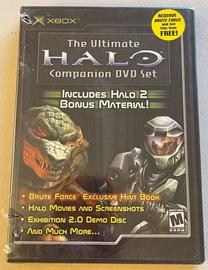 XBOX
RESERVE
BRUTE FORCE
and Get
This Item
FREE!
The Ultimate
HALO
Companion DVD Set
Includes Halo 2
Bonus Material!
• Brute Force™ Exclusive Hint Book
• Halo Movies and Screenshots
• Exhibition 2.0 Demo Disc
• And Much More...
M